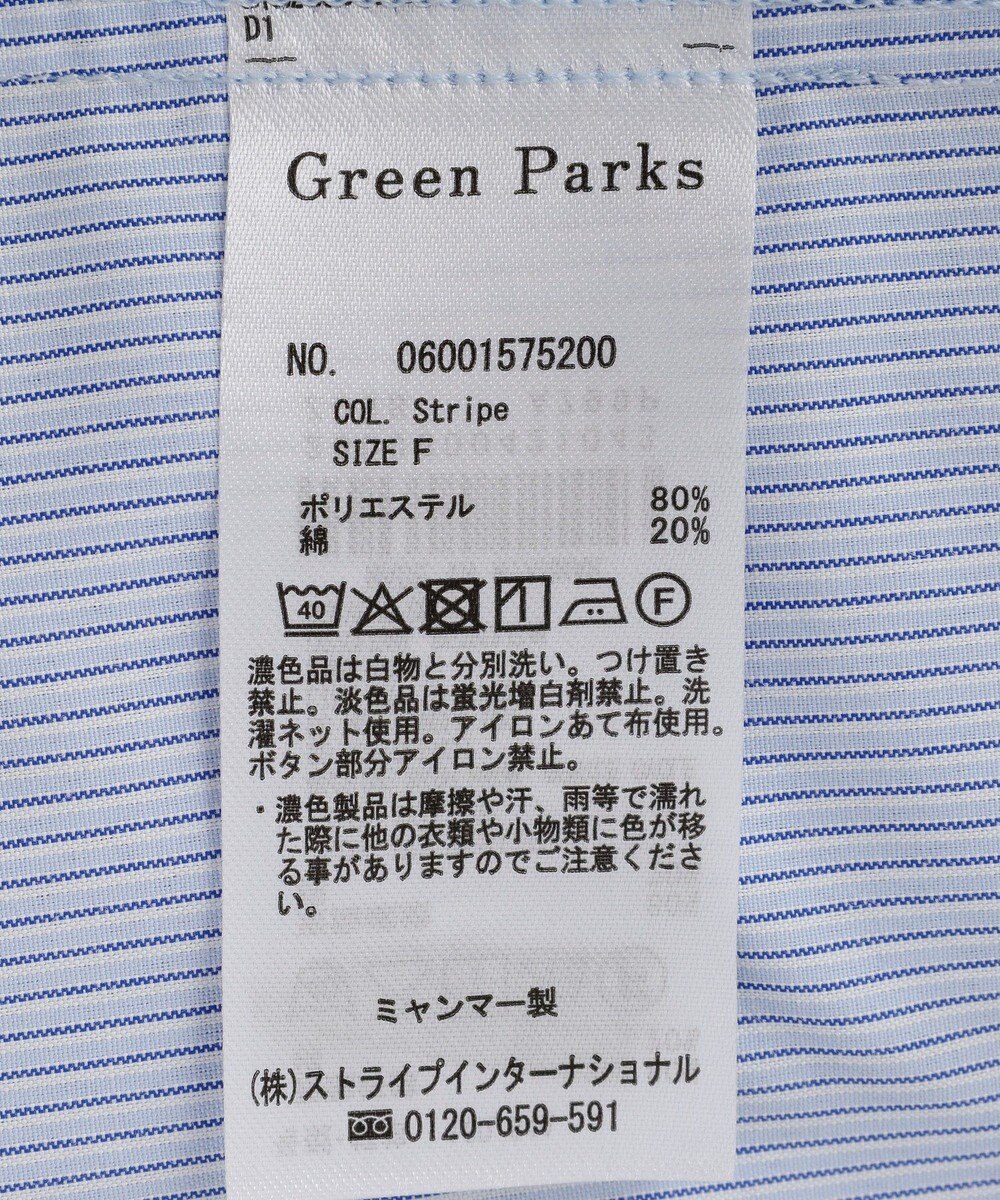 D1
Green Parks
NO. 06001575200
COL. Stripe
SIZE F
ポリエステル 80%
綿 20%
40 F
濃色品は白物と分別洗い。つけ置き
禁止。淡色品は蛍光増白剤禁止。洗
濯ネット使用。アイロンあて布使用。
ボタン部分アイロン禁止。
・濃色製品は摩擦や汗、雨等で濡れ
た際に他の衣類や小物類に色が移
る事がありますのでご注意くださ
い。
ミャンマー製
(株)ストライプインターナショナル
0120-659-591